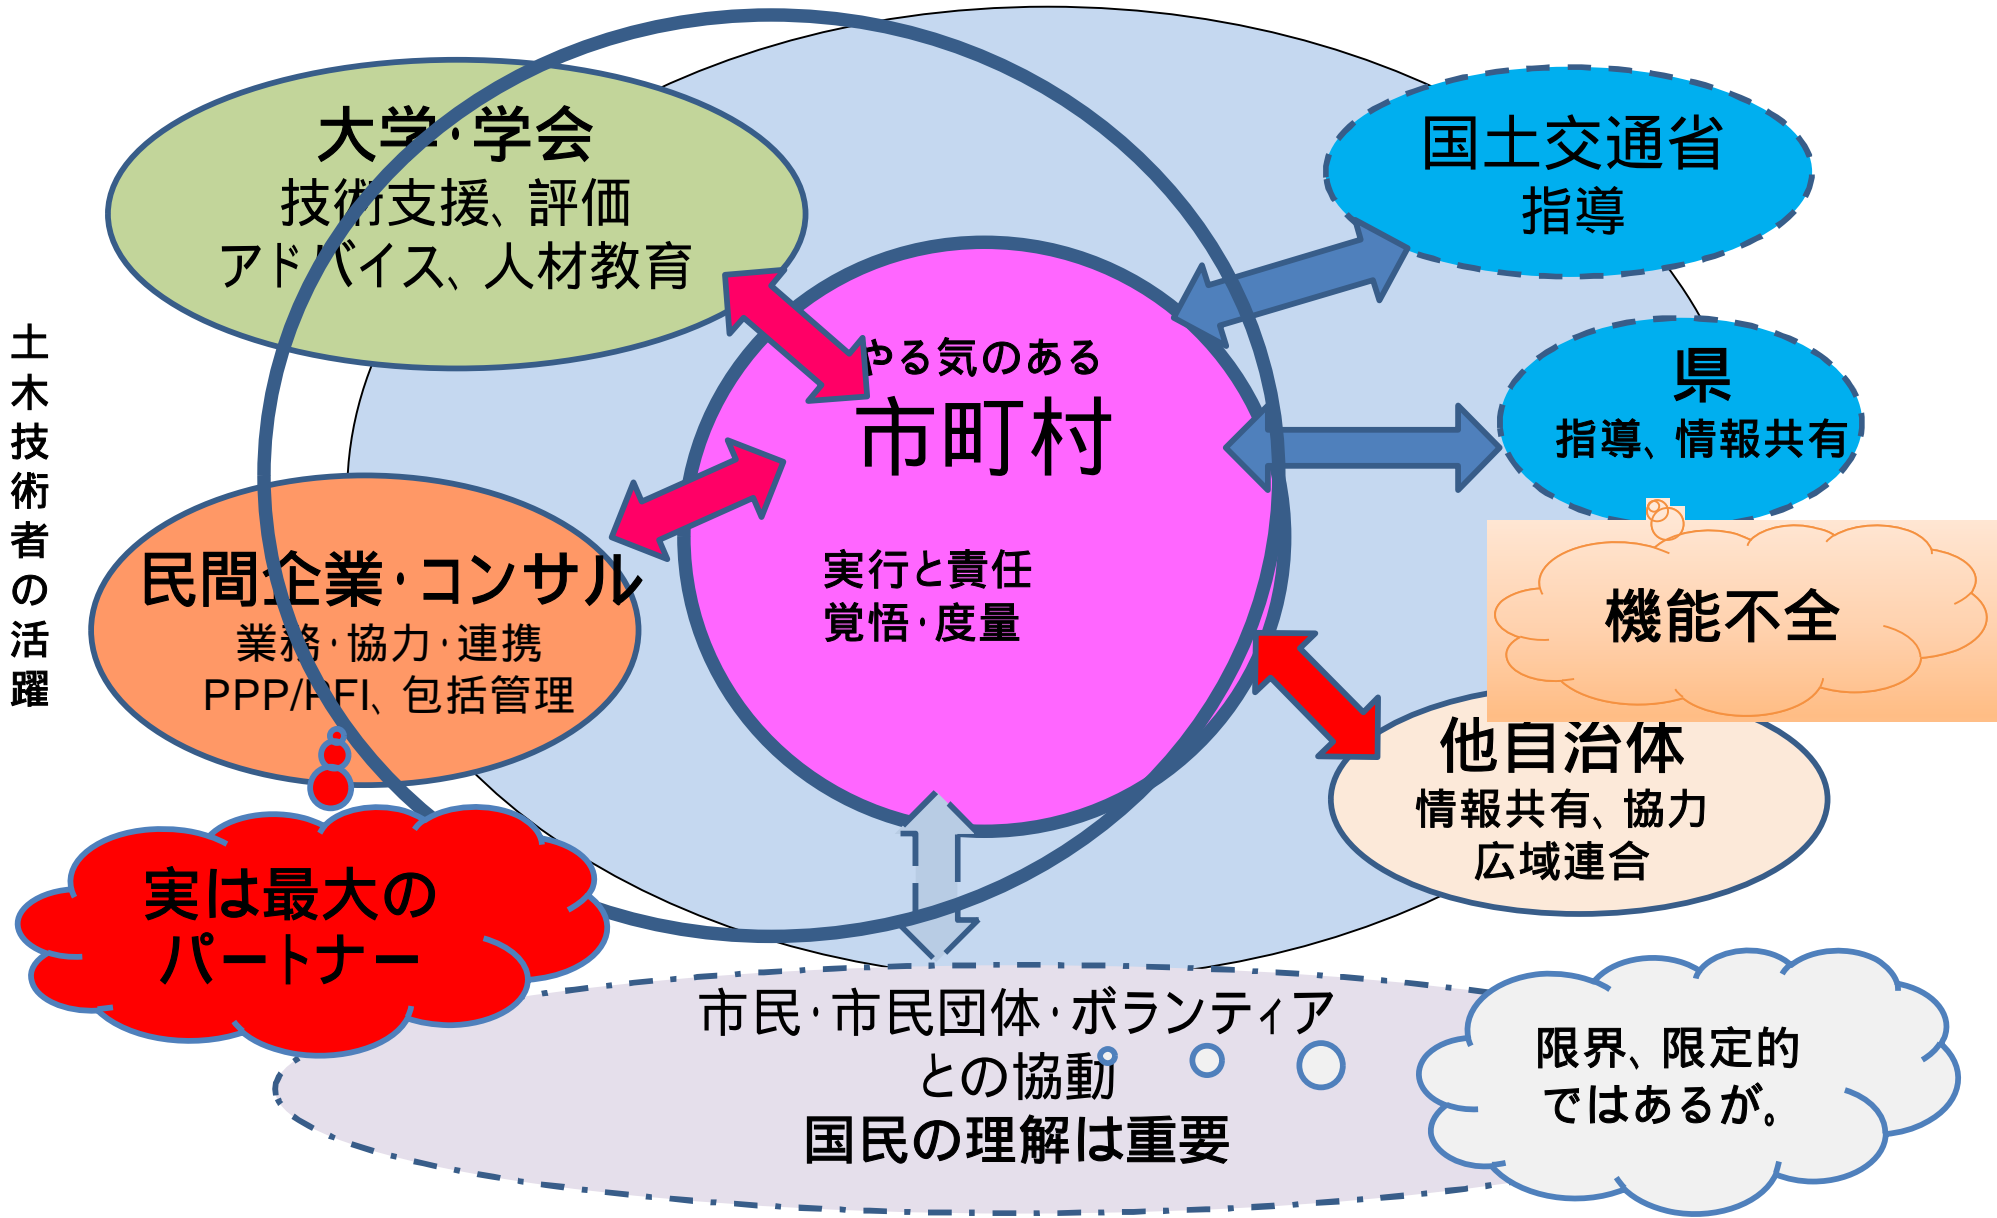 大学・学会
技術支援、評価
アドバイス、人材教育
国土交通省
指導
県
指導、情報共有
機能不全
やる気のある
市町村
実行と責任
覚悟・度量
土木技術者の活躍
民間企業・コンサル
業務・協力・連携
PPP/PFI、包括管理
他自治体
情報共有、協力
広域連合
実は最大の
パートナー
市民・市民団体・ボランティア
との協動
国民の理解は重要
限界、限定的
ではあるが。